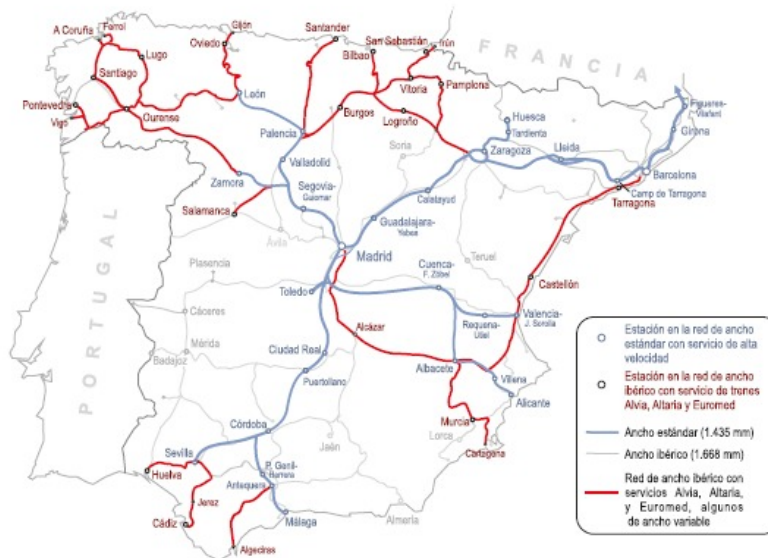 Gijón
Santander
A Coruña
Ferrol
Oviedo
San Sebastián
Irún
Bilbao
FRANCIA
Lugo
Santiago
Vitoria
Pamplona
León
Pontevedra
Vigo
Ourense
Burgos
Logroño
Huesca
Tardienta
Figueres-
Vilafant
Girona
Palencia
Soria
Zaragoza
Lleida
Valladolid
Barcelona
Zamora
Segovia-
Guiomar
Calatayud
Camp de Tarragona
Tarragona
Salamanca
Guadalajara-
Yebes
Ávila
Madrid
PORTUGAL
Plasencia
Cuenca-
F. Zóbel
Teruel
Castellón
Toledo
Cáceres
Requena-
Utiel
Valencia-
J. Sorolla
Mérida
Badajoz
Ciudad Real
Alcázar
Puertollano
Albacete
Villena
Alicante
Córdoba
Murcia
Lorca
Cartagena
Jaén
Sevilla
P. Genil-
Herrera
Huelva
Antequera
Jerez
Cádiz
Málaga
Almería
Algeciras
Estación en la red de ancho
estándar con servicio de alta
velocidad
Estación en la red de ancho
ibérico con servicio de trenes
Alvia, Altaria y Euromed
Ancho estándar (1.435 mm)
Ancho ibérico (1.668 mm)
Red de ancho ibérico con
servicios Alvia, Altaria,
y Euromed, algunos
de ancho variable